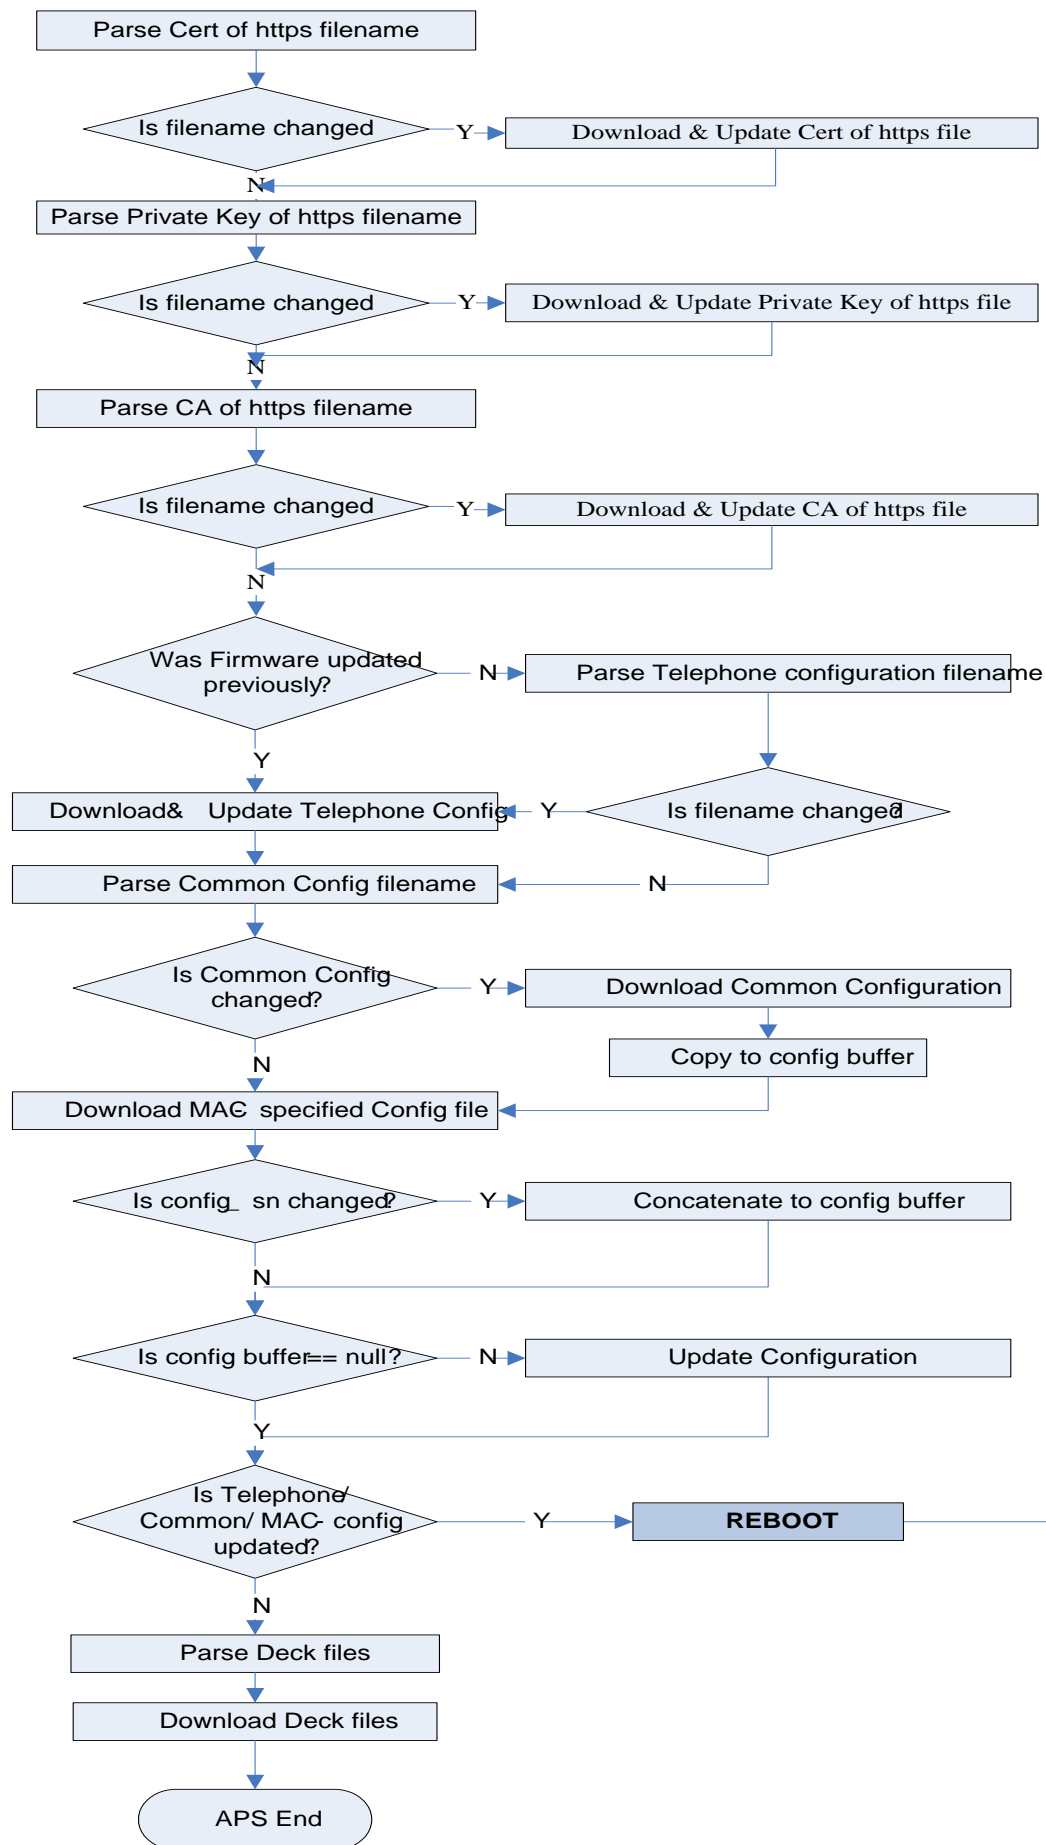 Parse Cert of https filename
Is filename changed
Y
Download & Update Cert of https file
N
Parse Private Key of https filename
Is filename changed
Y
Download & Update Private Key of https file
N
Parse CA of https filename
Is filename changed
Y
Download & Update CA of https file
N
Was Firmware updated
previously?
N
Parse Telephone configuration filename
Y
Download& Update Telephone Config
Y
Is filename changed?
Parse Common Config filename
N
Is Common Config
changed?
Y
Download Common Configuration
Copy to config buffer
N
Download MAC- specified Config file
Is config_ sn changed?
Y
Concatenate to config buffer
N
Is config buffer== null?
N
Update Configuration
Y
Is Telephone/
Common/ MAC- config
updated?
Y
REBOOT
N
Parse Deck files
Download Deck files
APS End